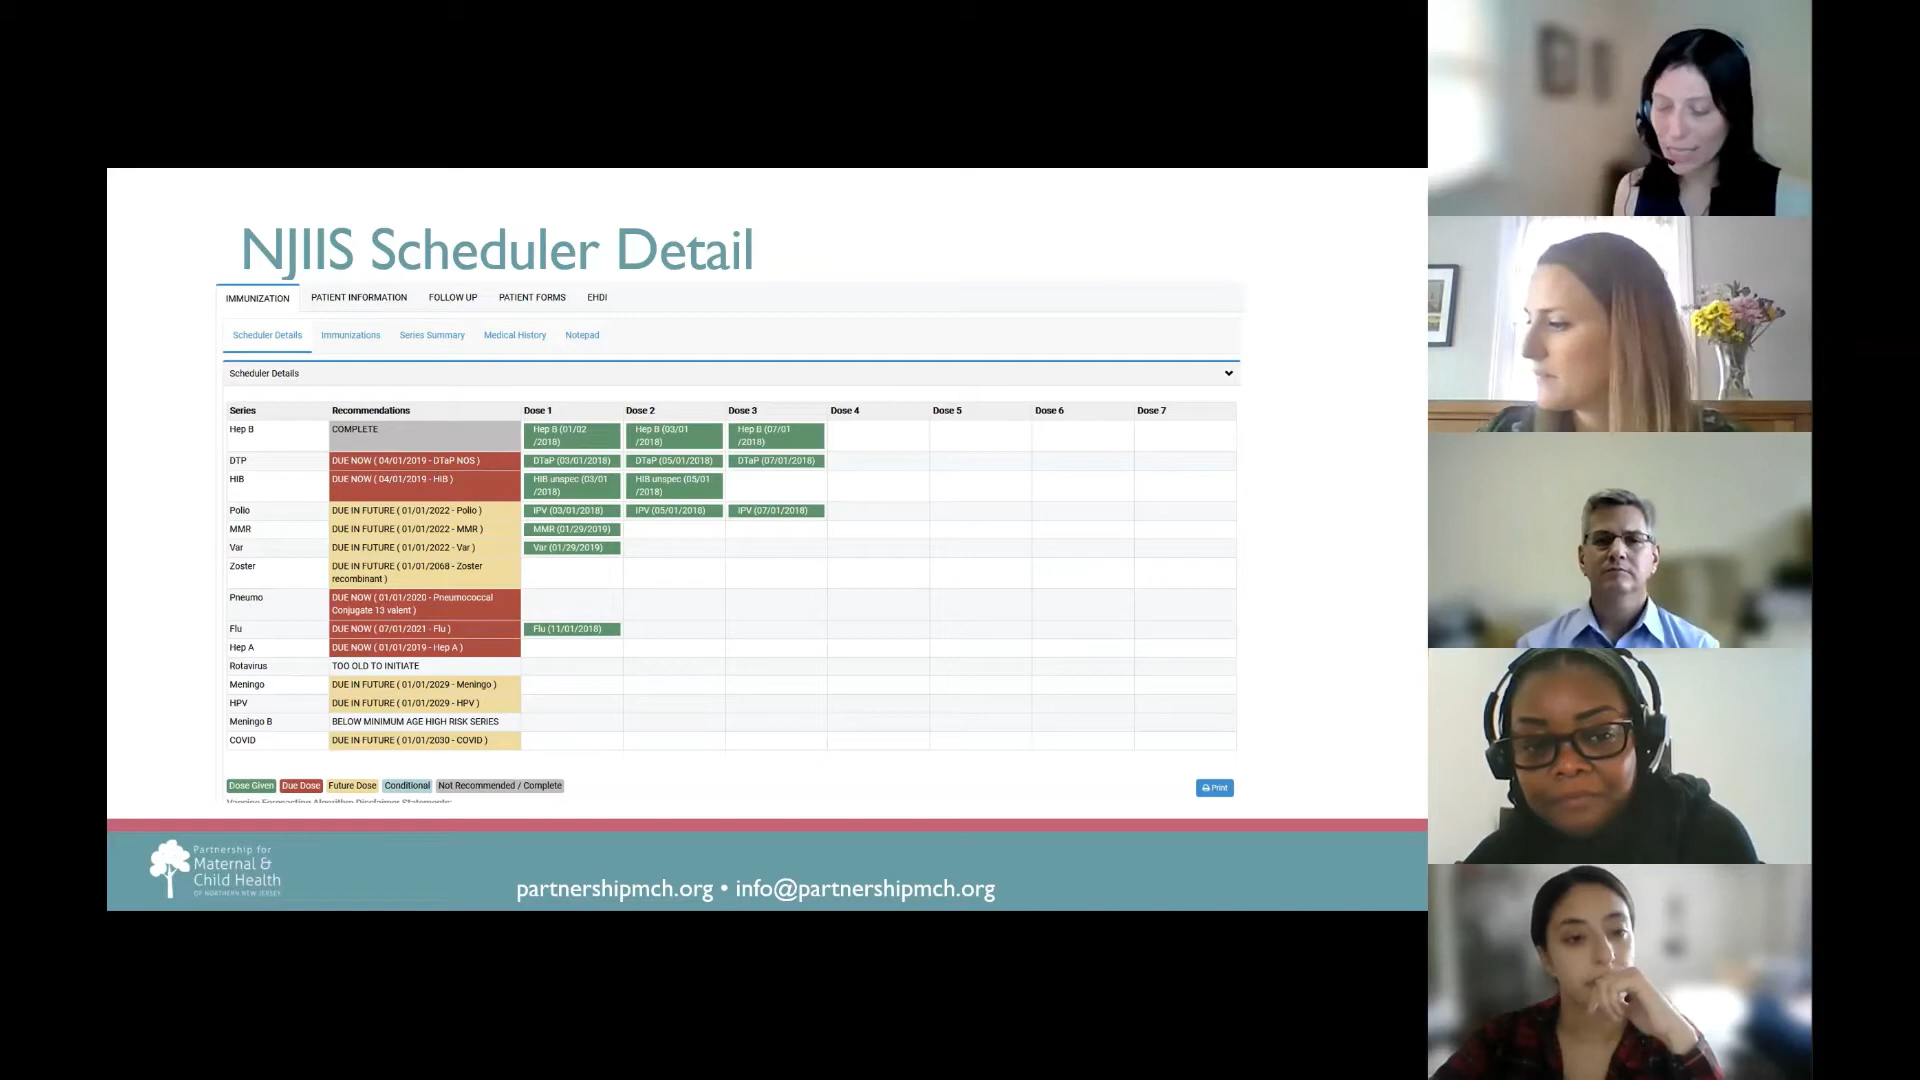 NJIIS Scheduler Detail
IMMUNIZATION PATIENT INFORMATION FOLLOW UP PATIENT FORMS EHDI
Scheduler Details Immunizations Series Summary Medical History Notepad
Scheduler Details
Series Recommendations Dose 1 Dose 2 Dose 3 Dose 4 Dose 5 Dose 6 Dose 7
Hep B COMPLETE Hep B (01/02 Hep B (03/01 Hep B (07/01
/2018) /2018) /2018)
DTP DUE NOW ( 04/01/2019 - DTaP NOS ) DTaP (03/01/2018) DTaP (05/01/2018) DTaP (07/01/2018)
HIB DUE NOW ( 04/01/2019 - HIB ) HIB unspec (03/01 HIB unspec (05/01
/2018) /2018)
Polio DUE IN FUTURE ( 01/01/2022 - Polio ) IPV (03/01/2018) IPV (05/01/2018) IPV (07/01/2018)
MMR DUE IN FUTURE ( 01/01/2022 - MMR ) MMR (01/29/2019)
Var DUE IN FUTURE ( 01/01/2022 - Var ) Var (01/29/2019)
Zoster DUE IN FUTURE ( 01/01/2068 - Zoster
recombinant )
Pneumo DUE NOW ( 01/01/2020 - Pneumococcal
Conjugate 13 valent )
Flu DUE NOW ( 07/01/2021 - Flu ) Flu (11/01/2018)
Hep A DUE NOW ( 01/01/2019 - Hep A )
Rotavirus TOO OLD TO INITIATE
Meningo DUE IN FUTURE ( 01/01/2029 - Meningo )
HPV DUE IN FUTURE ( 01/01/2029 - HPV )
Meningo B BELOW MINIMUM AGE HIGH RISK SERIES
COVID DUE IN FUTURE ( 01/01/2030 - COVID )
Dose Given Due Dose Future Dose Conditional Not Recommended / Complete Print
Vaccine Forecasting Algorithm Disclaimer Statements:
Partnership for
Maternal &
Child Health
OF NORTHERN NEW JERSEY
partnershipmch.org • info@partnershipmch.org